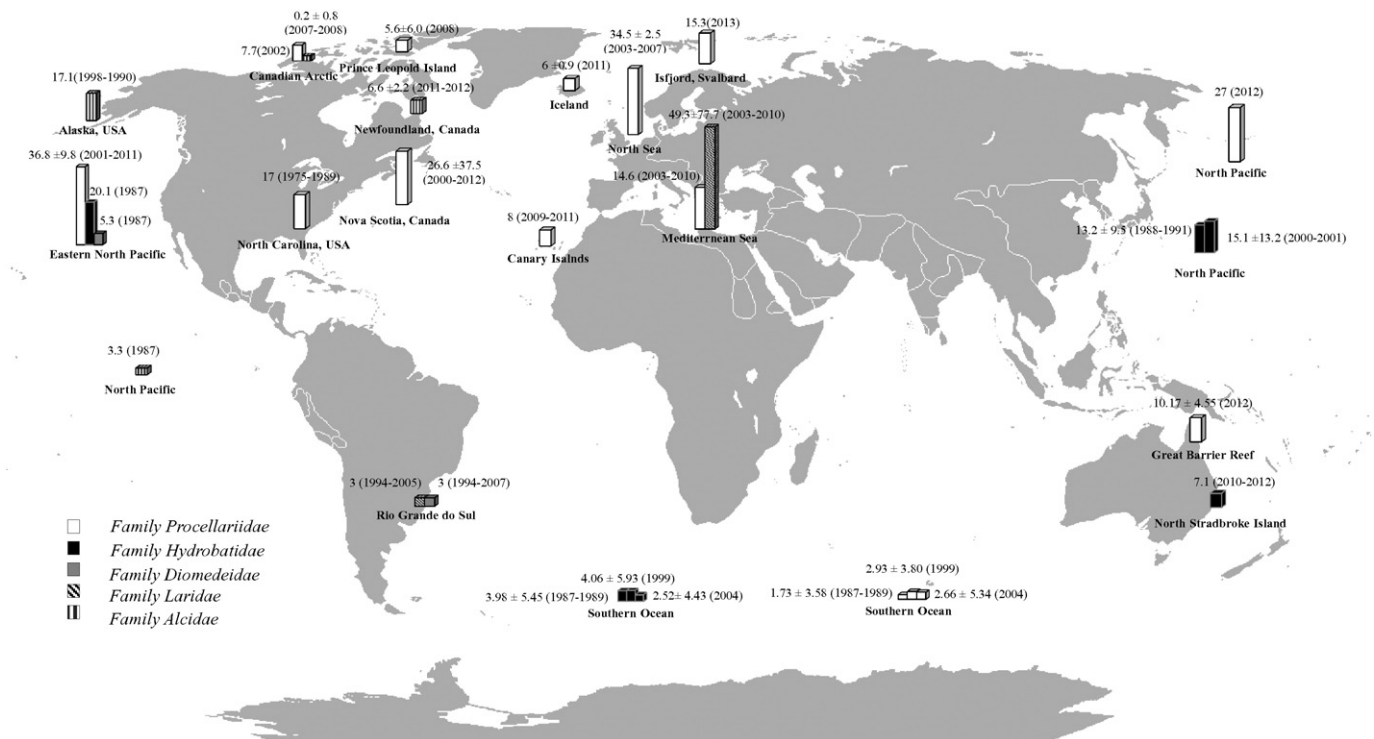 0.2 ± 0.8
(2007-2008)
7.7(2002)
Canadian Arctic
5.6±6.0 (2008)
Prince Leopold Island
34.5 ± 2.5
(2003-2007)
North Sea
15.3(2013)
Isfjord, Svalbard
17.1(1998-1990)
Alaska, USA
6.6 ±2.2 (2011-2012)
Newfoundland, Canada
6 ±0.9 (2011)
Iceland
49.3±77.7 (2003-2010)
14.6 (2003-2010)
Mediterrnean Sea
27 (2012)
North Pacific
36.8 ±9.8 (2001-2011)
20.1 (1987)
5.3 (1987)
Eastern North Pacific
17 (1975-1989)
North Carolina, USA
26.6 ±37.5
(2000-2012)
Nova Scotia, Canada
8 (2009-2011)
Canary Isalnds
13.2 ± 9.5 (1988-1991)
15.1 ±13.2 (2000-2001)
North Pacific
3.3 (1987)
North Pacific
10.17 ± 4.55 (2012)
Great Barrier Reef
7.1 (2010-2012)
North Stradbroke Island
3 (1994-2005)
3 (1994-2007)
Rio Grande do Sul
Family Procellariidae
Family Hydrobatidae
Family Diomedeidae
Family Laridae
Family Alcidae
4.06 ± 5.93 (1999)
3.98 ± 5.45 (1987-1989)
2.52± 4.43 (2004)
Southern Ocean
2.93 ± 3.80 (1999)
1.73 ± 3.58 (1987-1989)
2.66 ± 5.34 (2004)
Southern Ocean